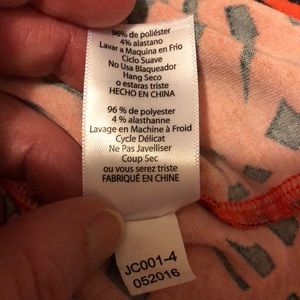 96% de poliéster
4% alastano
Lavar a Maquina en Frio
Ciclo Suave
No Usa Blaqueador
Hang Seco
o estaras triste
HECHO EN CHINA
96 % de polyester
4 % alasthanne
Lavage en Machine à Froid
Cycle Délicat
Ne Pas Javelliser
Coup Sec
ou vous serez triste
FABRIQUÉ EN CHINE
JC001-4
052016